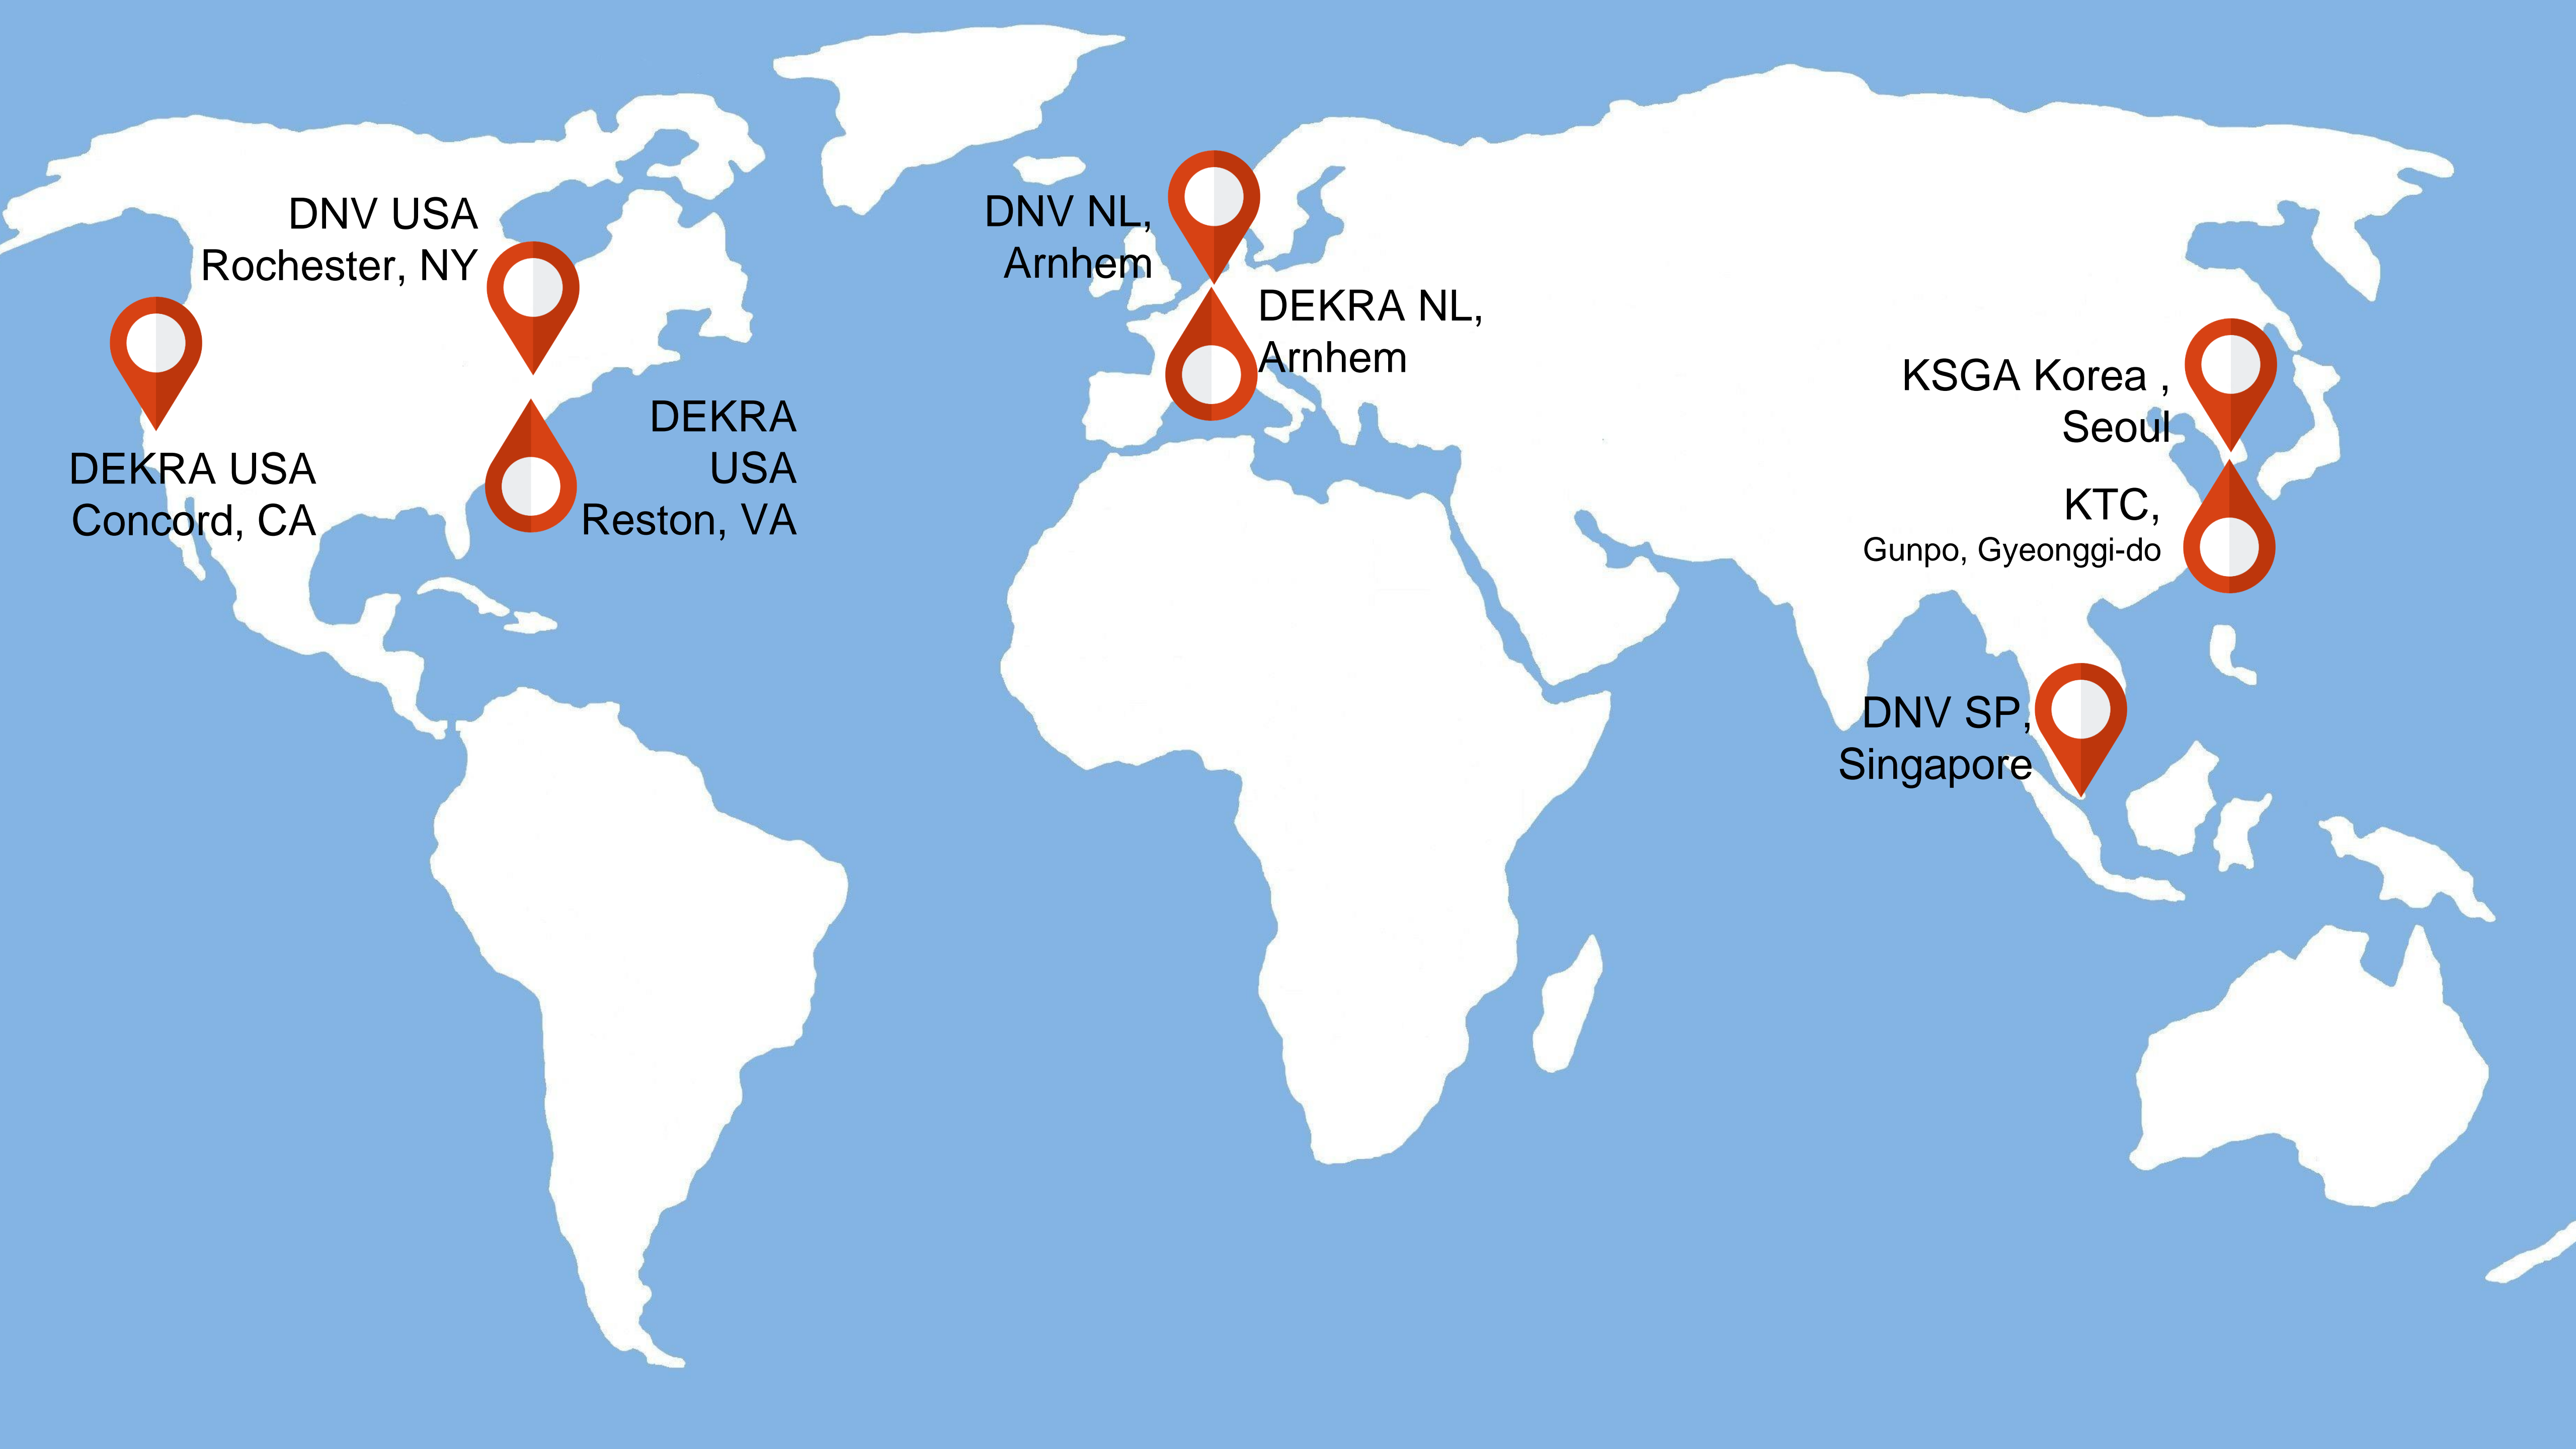 DNV USA
Rochester, NY
DEKRA USA
Concord, CA
DEKRA
USA
Reston, VA
DNV NL,
Arnhem
DEKRA NL,
Arnhem
KSGA Korea ,
Seoul
KTC,
Gunpo, Gyeonggi-do
DNV SP,
Singapore